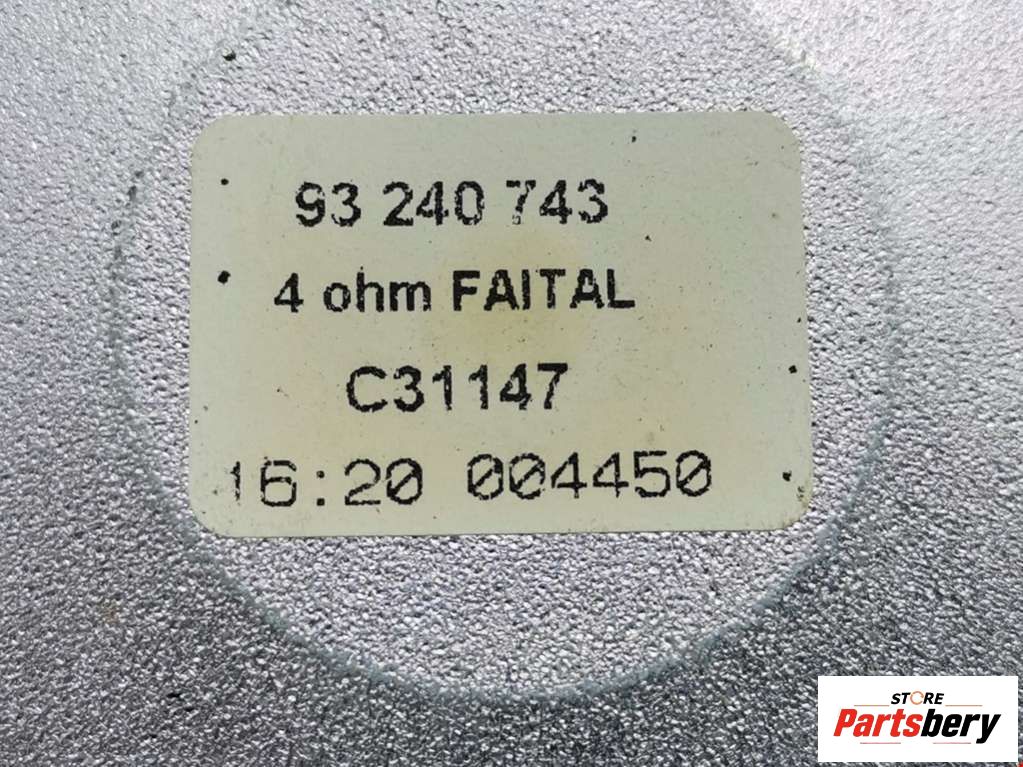 93 240 743
4 ohm FAITAL
C31147
16:20 004450
STORE
Partsbery